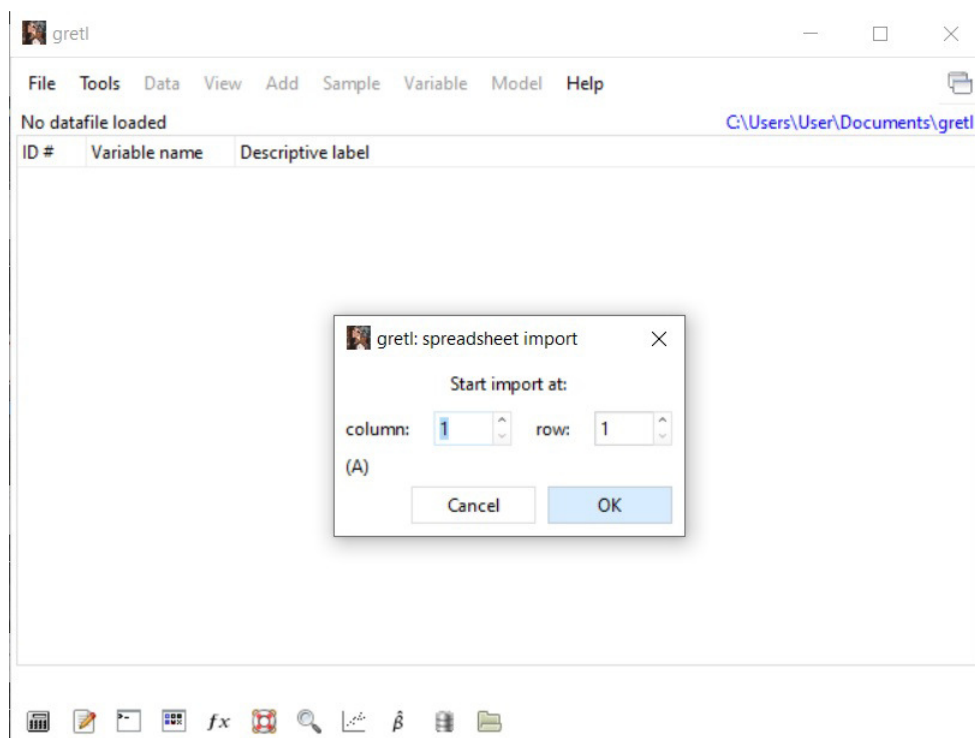 gretl
File Tools Data View Add Sample Variable Model Help
No datafile loaded C:\Users\User\Documents\gretl
ID # Variable name Descriptive label
gretl: spreadsheet import
Start import at:
column: 1 row: 1
(A)
Cancel OK
fx β̂